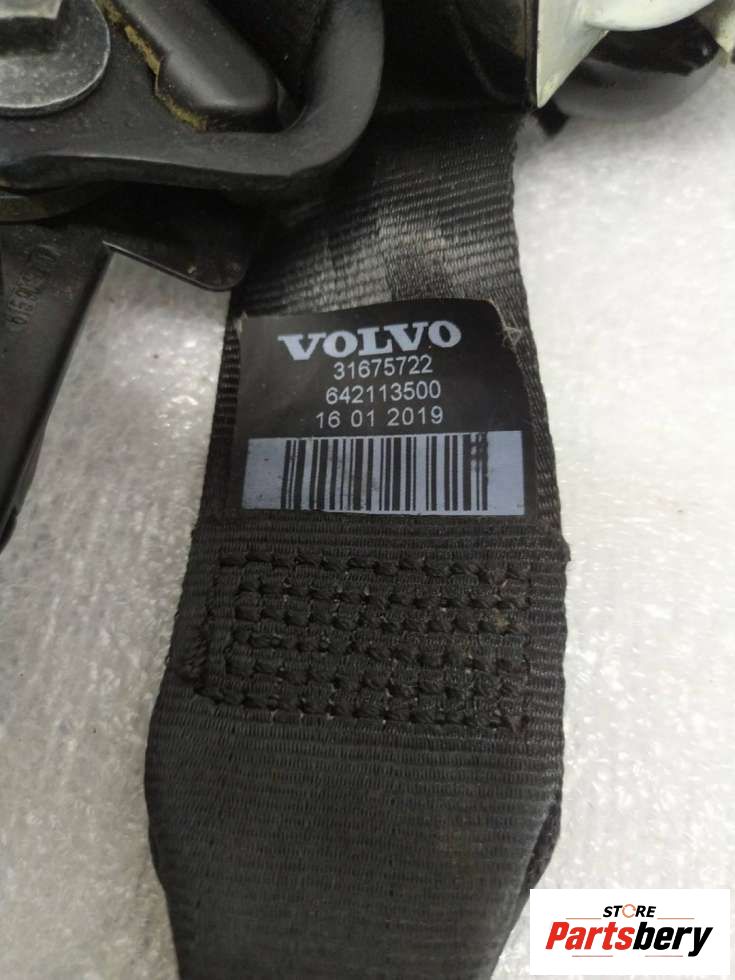 VOLVO
31675722
642113500
16 01 2019
STORE
Partsbery